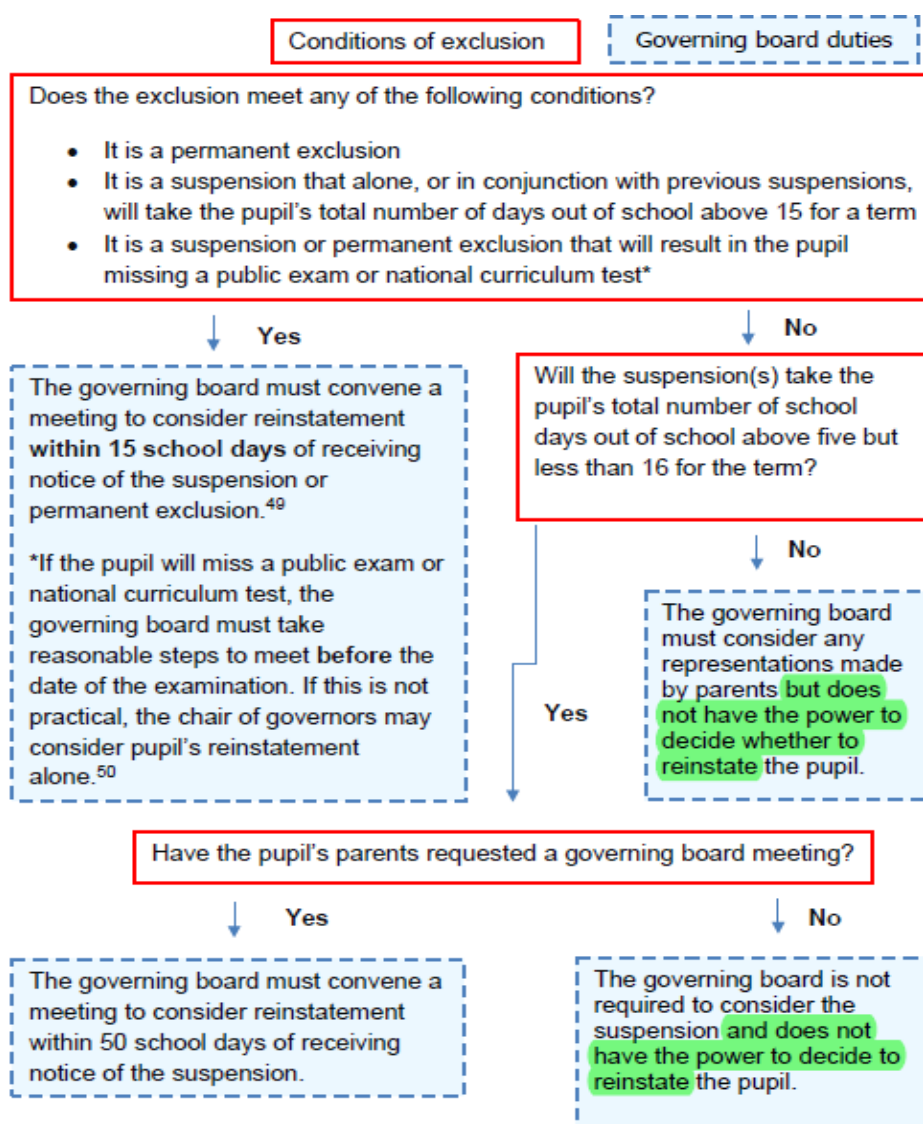 Conditions of exclusion
Governing board duties
Does the exclusion meet any of the following conditions?
• It is a permanent exclusion
• It is a suspension that alone, or in conjunction with previous suspensions,
will take the pupil's total number of days out of school above 15 for a term
• It is a suspension or permanent exclusion that will result in the pupil
missing a public exam or national curriculum test*
Yes
No
The governing board must convene a
meeting to consider reinstatement
within 15 school days of receiving
notice of the suspension or
permanent exclusion.49
*If the pupil will miss a public exam or
national curriculum test, the
governing board must take
reasonable steps to meet before the
date of the examination. If this is not
practical, the chair of governors may
consider pupil's reinstatement
alone.50
Will the suspension(s) take the
pupil's total number of school
days out of school above five but
less than 16 for the term?
No
The governing board
must consider any
representations made
by parents but does
not have the power to
decide whether to
reinstate the pupil.
Yes
Have the pupil's parents requested a governing board meeting?
Yes
No
The governing board must convene a
meeting to consider reinstatement
within 50 school days of receiving
notice of the suspension.
The governing board is not
required to consider the
suspension and does not
have the power to decide to
reinstate the pupil.